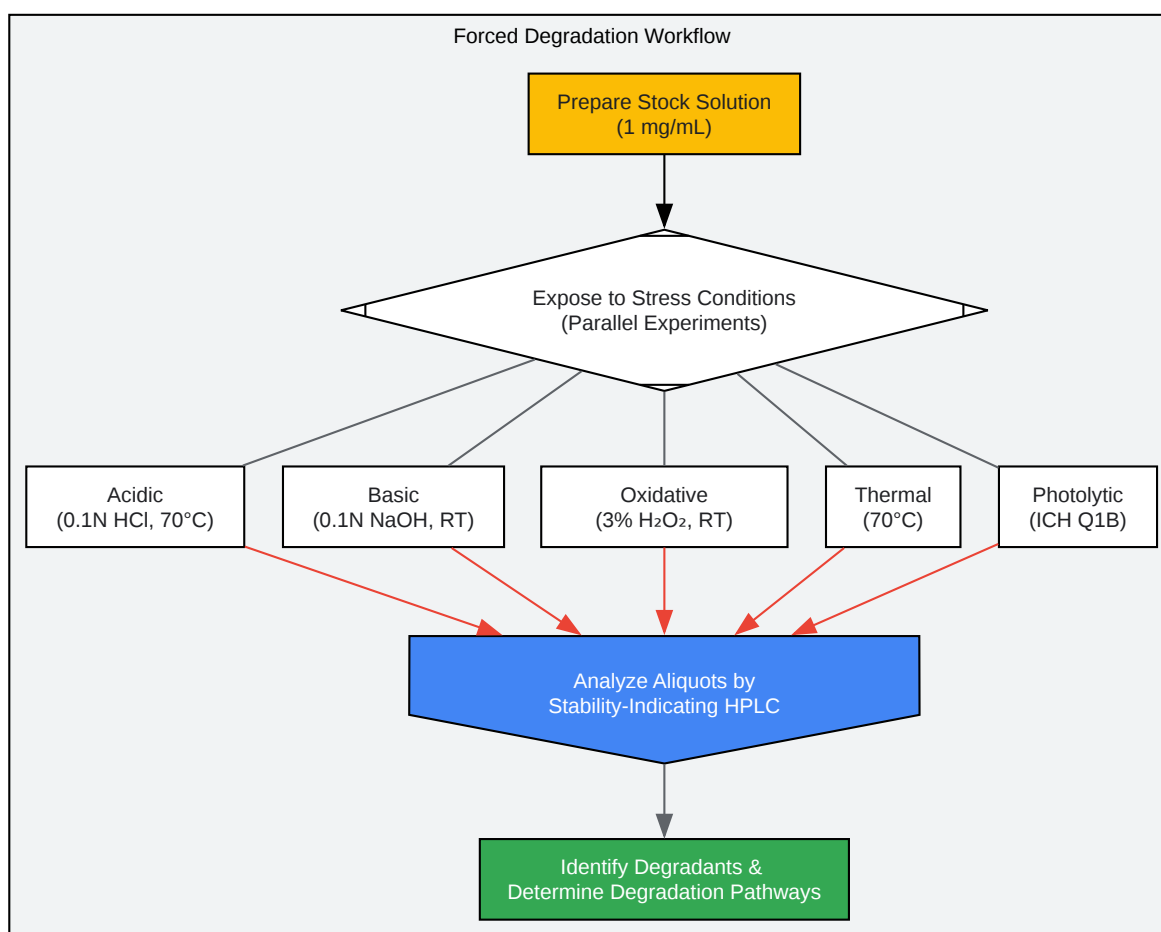 Forced Degradation Workflow
Prepare Stock Solution
(1 mg/mL)
Expose to Stress Conditions
(Parallel Experiments)
Acidic
(0.1N HCl, 70°C)
Basic
(0.1N NaOH, RT)
Oxidative
(3% H₂O₂, RT)
Thermal
(70°C)
Photolytic
(ICH Q1B)
Analyze Aliquots by
Stability-Indicating HPLC
Identify Degradants &
Determine Degradation Pathways